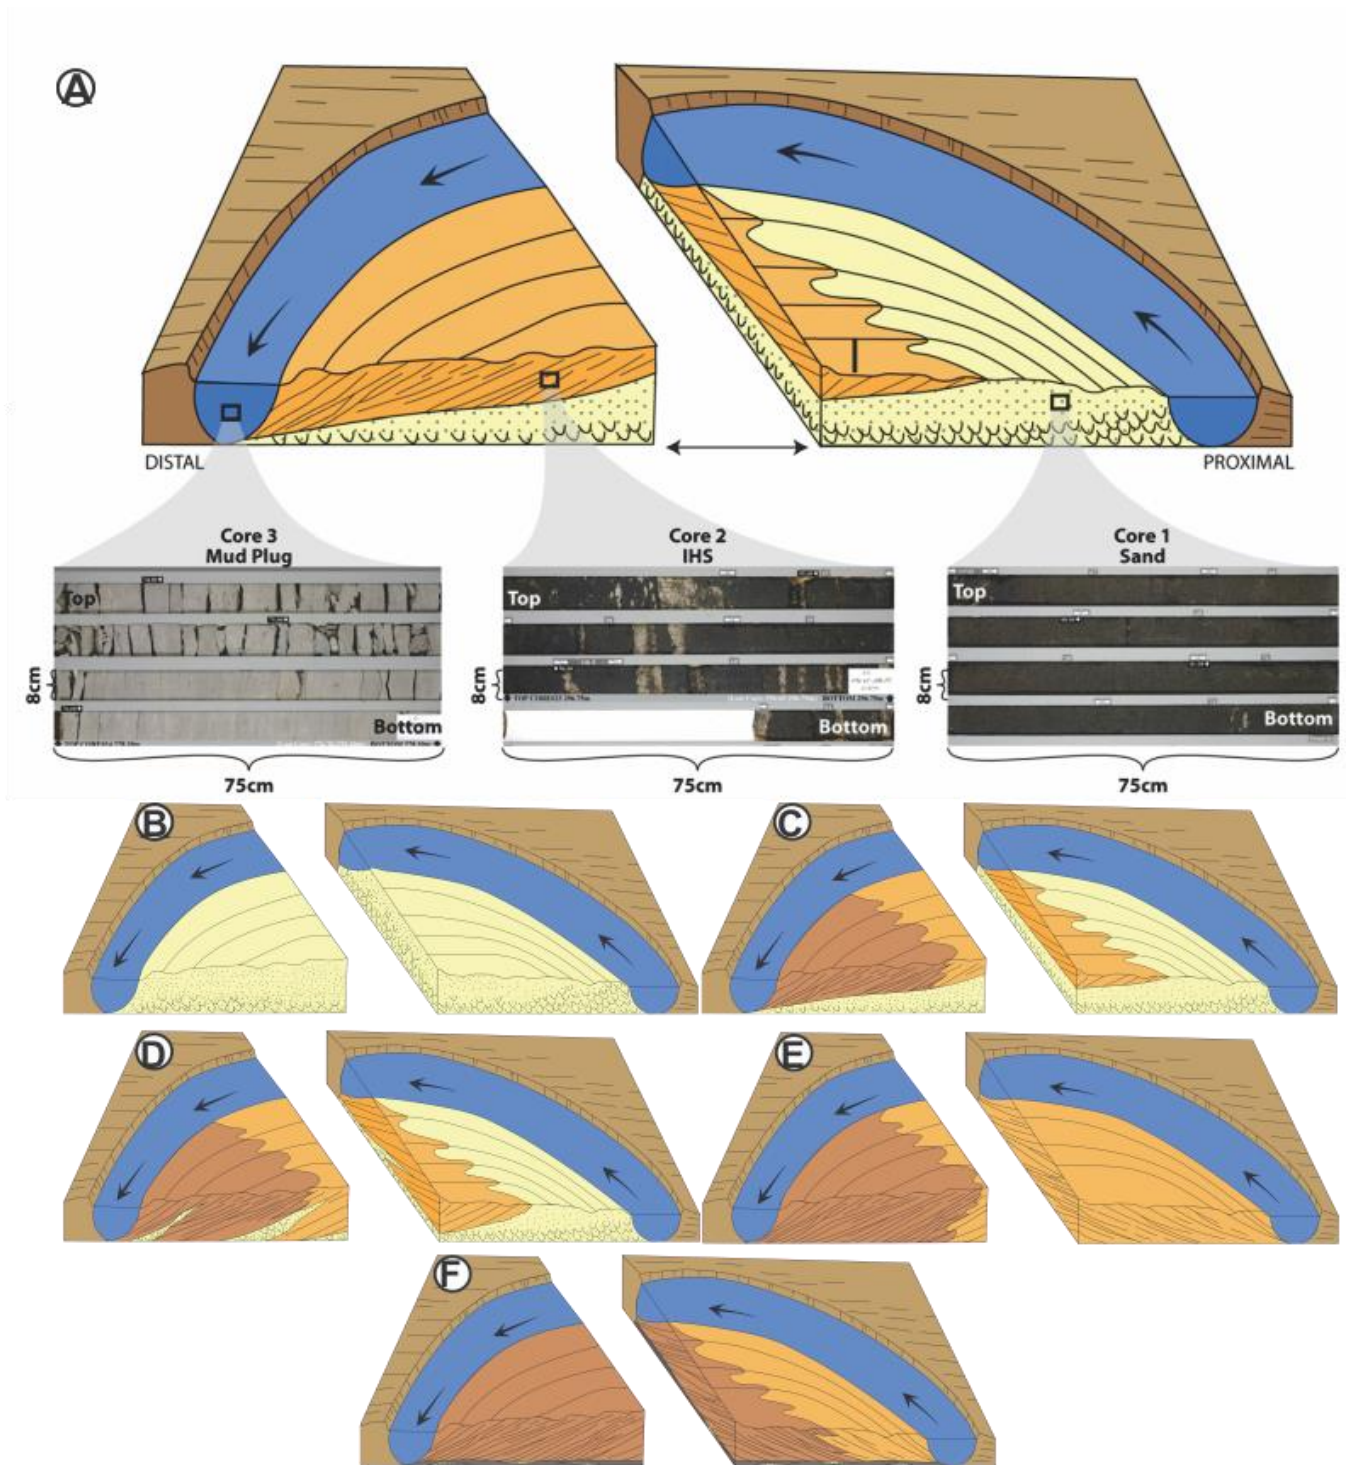 A
DISTAL
PROXIMAL
Core 3
Mud Plug
Core 2
IHS
Core 1
Sand
Top
Top
Top
8cm
8cm
8cm
Bottom
Bottom
Bottom
75cm
75cm
75cm
B
C
D
E
F